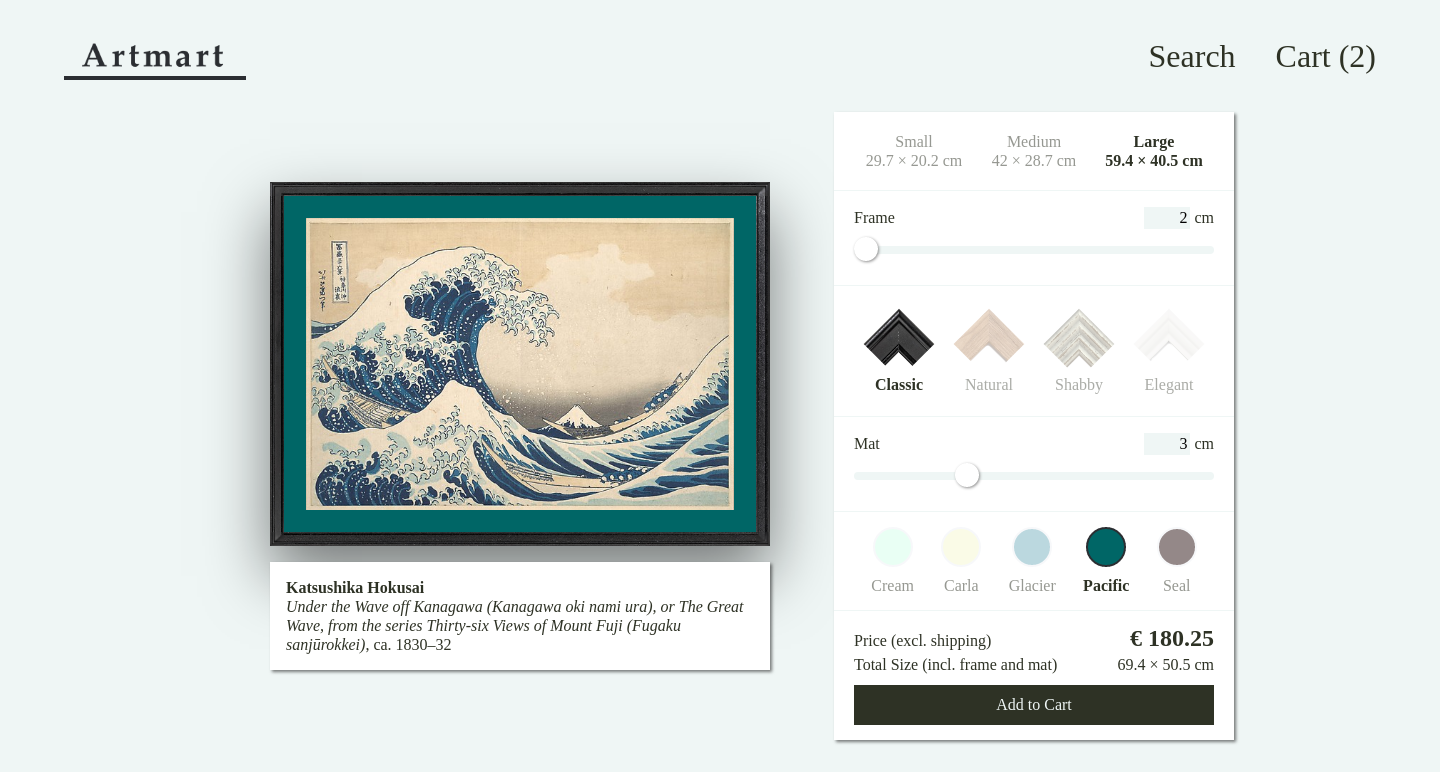 Artmart
Search
Cart (2)
Small
29.7 × 20.2 cm
Medium
42 × 28.7 cm
Large
59.4 × 40.5 cm
Frame
2 cm
Classic
Natural
Shabby
Elegant
Mat
3 cm
Cream
Carla
Glacier
Pacific
Seal
Price (excl. shipping)
€ 180.25
Total Size (incl. frame and mat)
69.4 × 50.5 cm
Add to Cart
Katsushika Hokusai
Under the Wave off Kanagawa (Kanagawa oki nami ura), or The Great
Wave, from the series Thirty-six Views of Mount Fuji (Fugaku
sanjūrokkei), ca. 1830–32